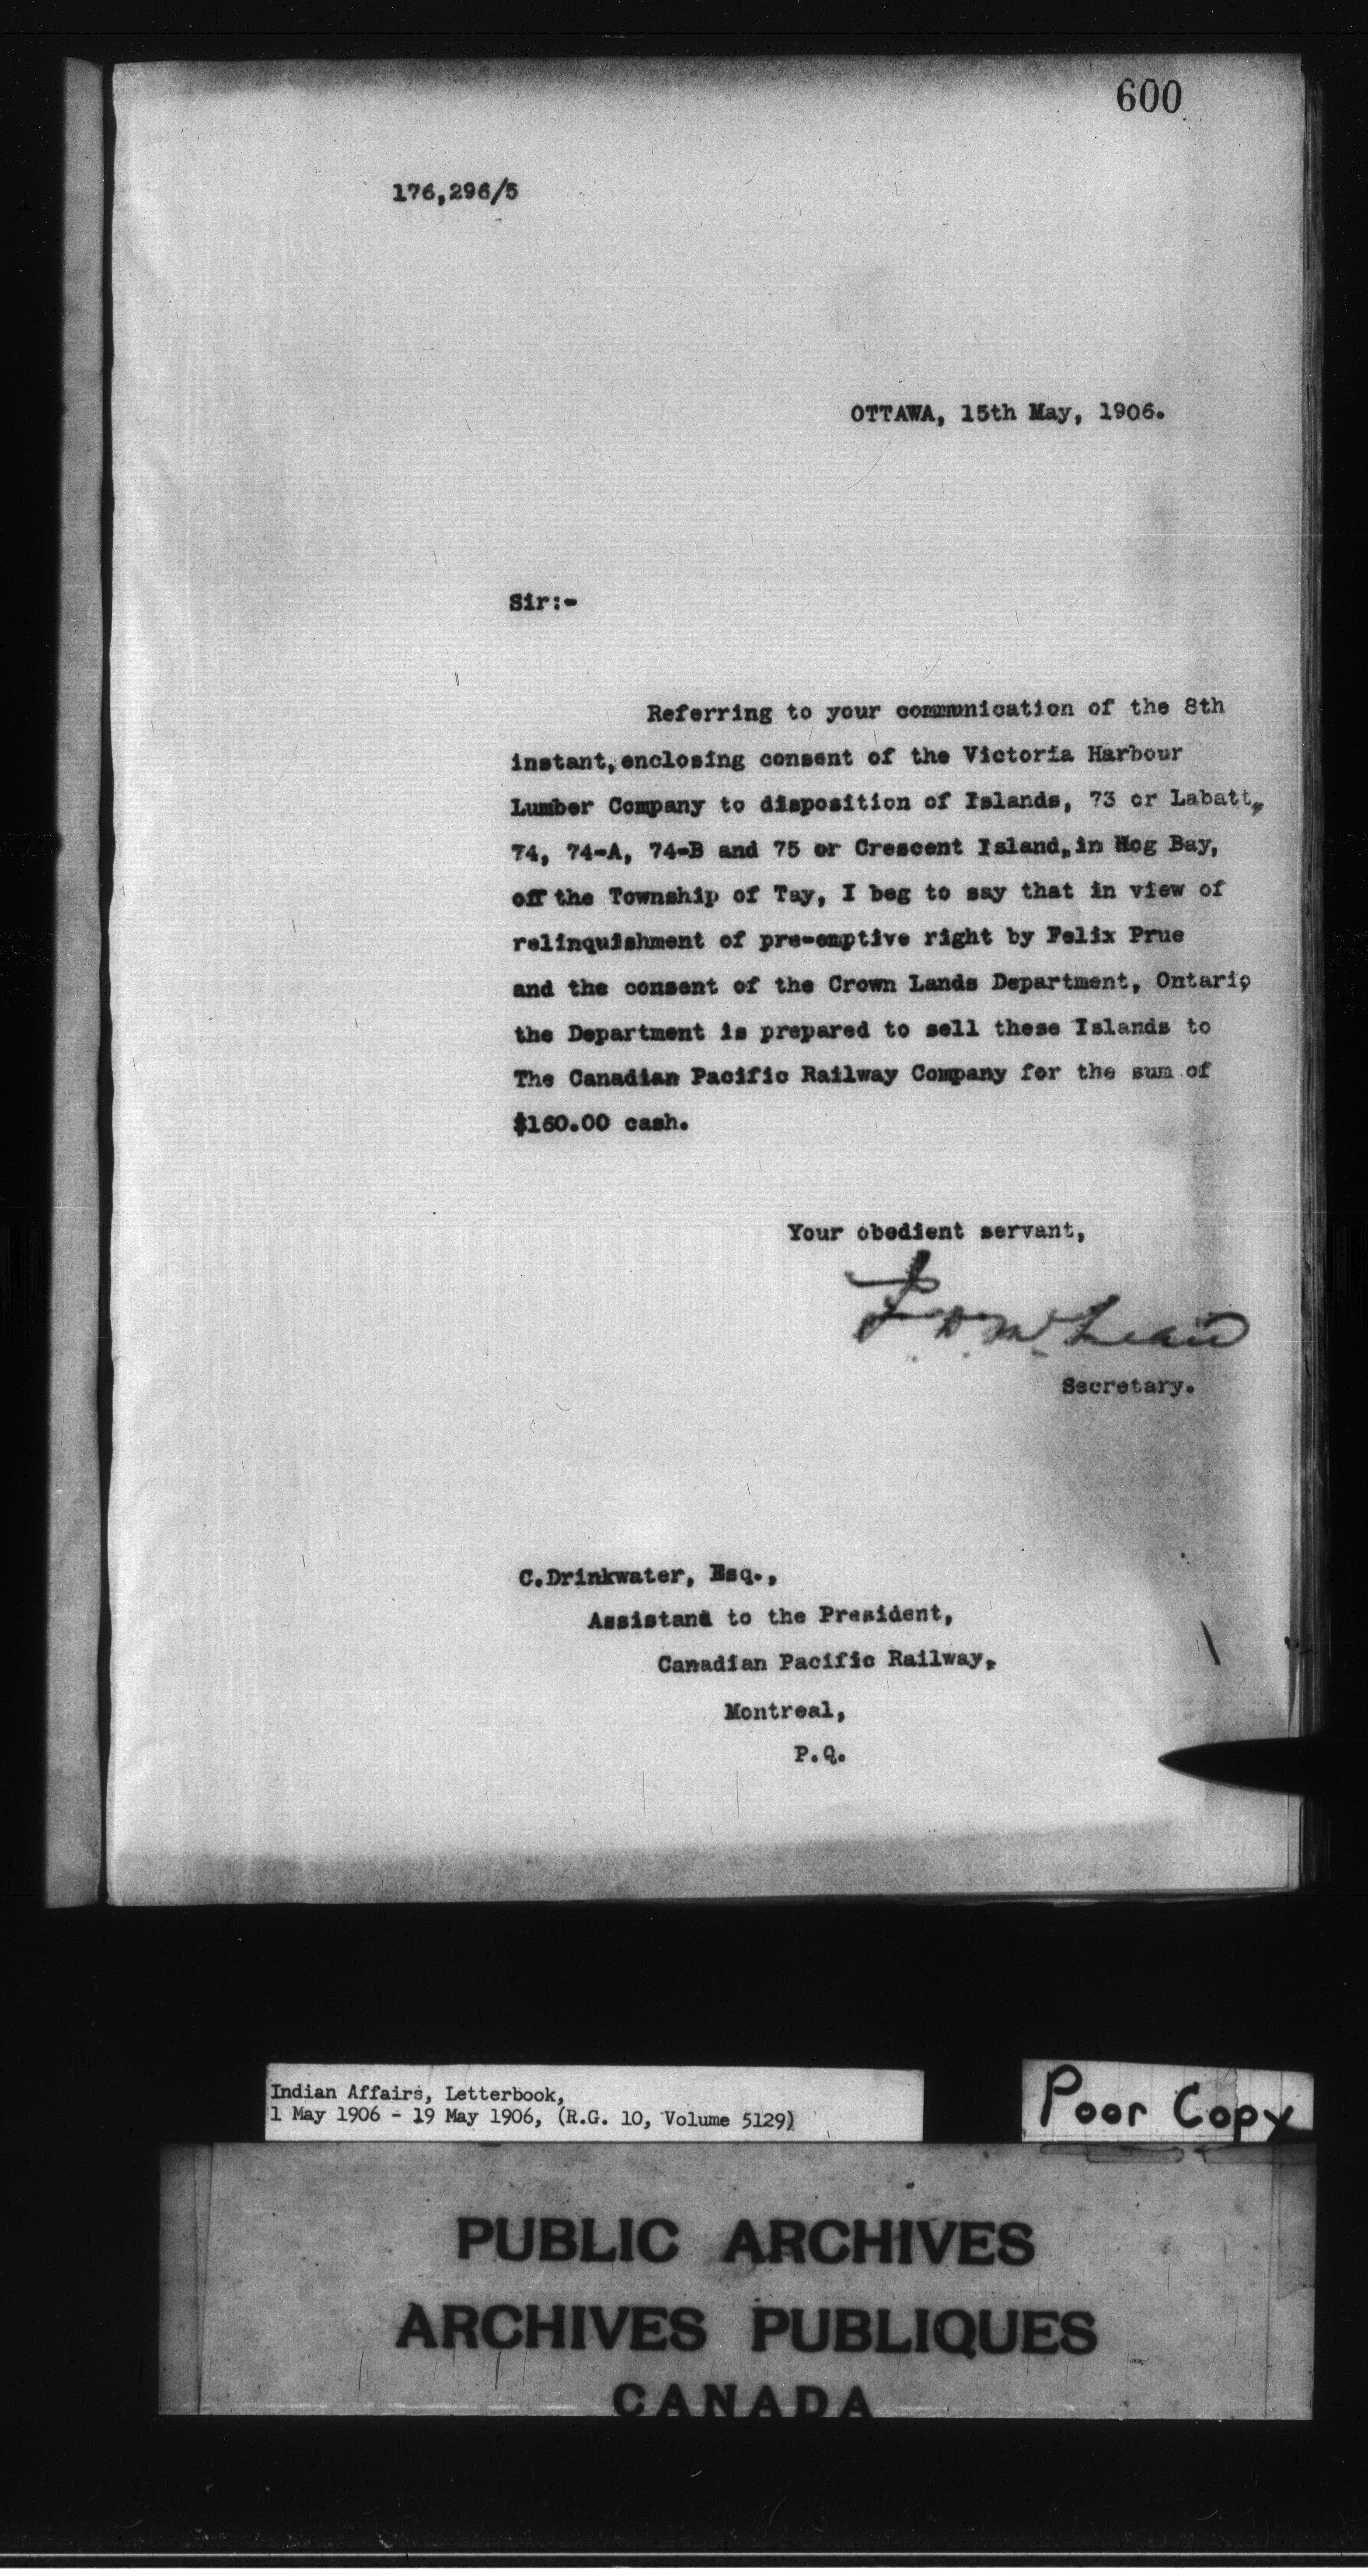 600
176,296/5
OTTAWA, 15th May, 1906.
Sir:-
Referring to your communication of the 8th
instant, enclosing consent of the Victoria Harbour
Lumber Company to disposition of Islands, 73 or Labatt,
74, 74-A, 74-B and 75 or Crescent Island, in Hog Bay,
off the Township of Tay, I beg to say that in view of
relinquishment of pre-emptive right by Felix Prue
and the consent of the Crown Lands Department, Ontario
the Department is prepared to sell these Islands to
The Canadian Pacific Railway Company for the sum of
$160.00 cash.
Your obedient servant,
J. D. McLean
Secretary.
C.Drinkwater, Esq.,
Assistand to the President,
Canadian Pacific Railway,
Montreal,
P.Q.
Indian Affairs, Letterbook,
1 May 1906 - 19 May 1906, (R.G. 10, Volume 5129)
Poor Copy
PUBLIC ARCHIVES
ARCHIVES PUBLIQUES
CANADA